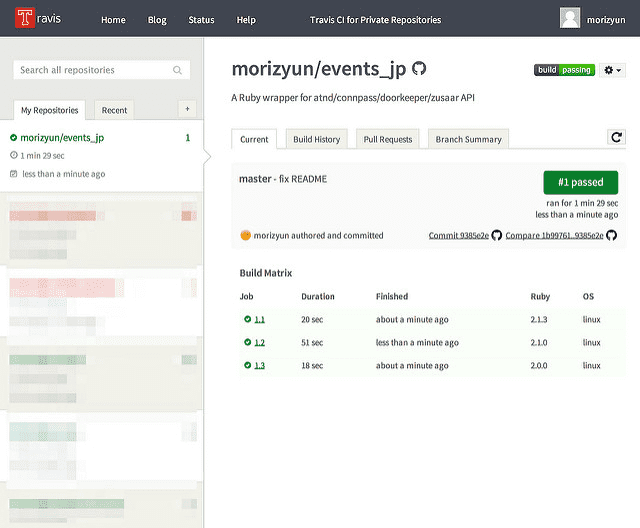 Travis Home Blog Status Help Travis CI for Private Repositories morizyun
Search all repositories
My Repositories Recent +
morizyun/events_jp 1
1 min 29 sec
less than a minute ago
morizyun/events_jp build passing
A Ruby wrapper for atnd/connpass/doorkeeper/zusaar API
Current Build History Pull Requests Branch Summary
master - fix README #1 passed
ran for 1 min 29 sec
less than a minute ago
morizyun authored and committed Commit 9385e2e Compare 1b99761..9385e2e
Build Matrix
Job Duration Finished Ruby OS
1.1 20 sec about a minute ago 2.1.3 linux
1.2 51 sec less than a minute ago 2.1.0 linux
1.3 18 sec about a minute ago 2.0.0 linux